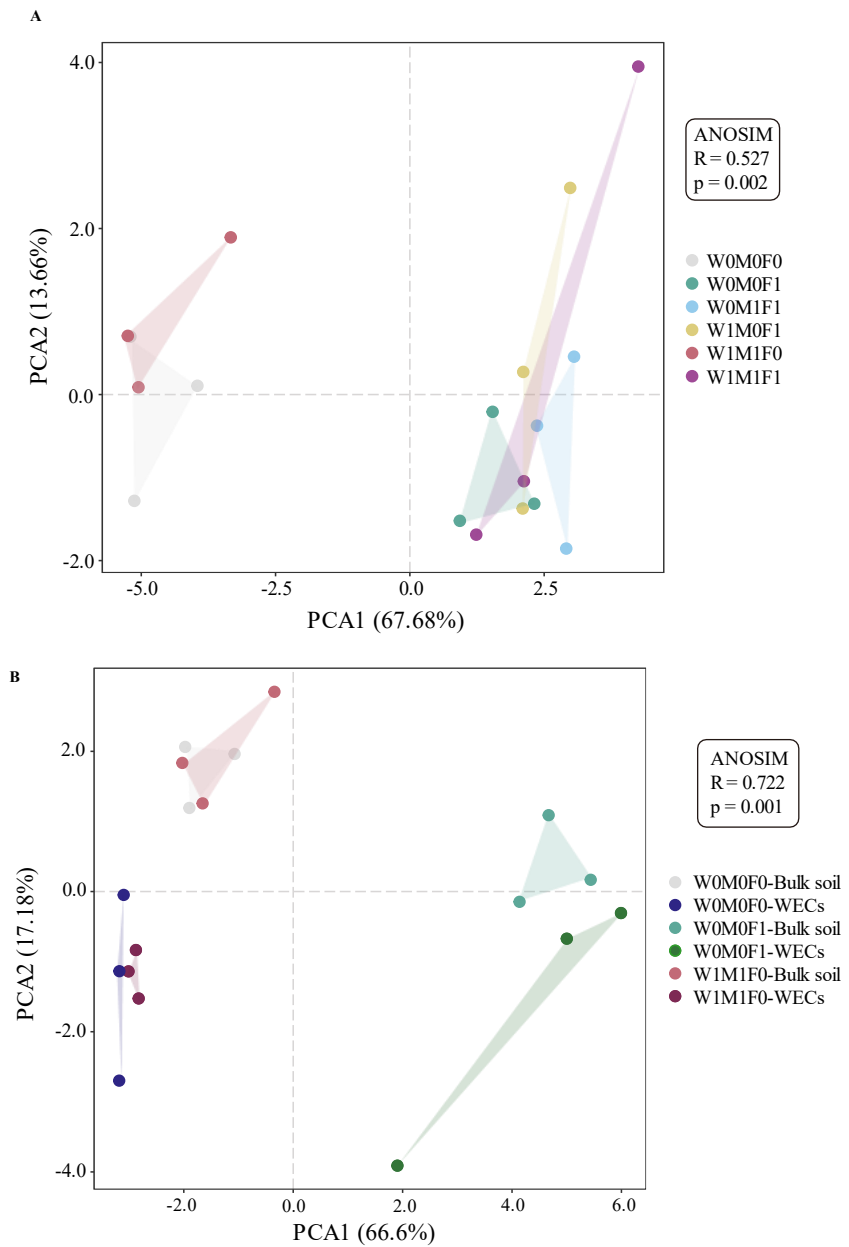 A
4.0
2.0
0.0
-2.0
PCA2 (13.66%)
-5.0
-2.5
0.0
2.5
PCA1 (67.68%)
ANOSIM
R = 0.527
p = 0.002
W0M0F0
W0M0F1
W0M1F1
W1M0F1
W1M1F0
W1M1F1
B
2.0
0.0
-2.0
-4.0
PCA2 (17.18%)
-2.0
0.0
2.0
4.0
6.0
PCA1 (66.6%)
ANOSIM
R = 0.722
p = 0.001
W0M0F0-Bulk soil
W0M0F0-WECs
W0M0F1-Bulk soil
W0M0F1-WECs
W1M1F0-Bulk soil
W1M1F0-WECs